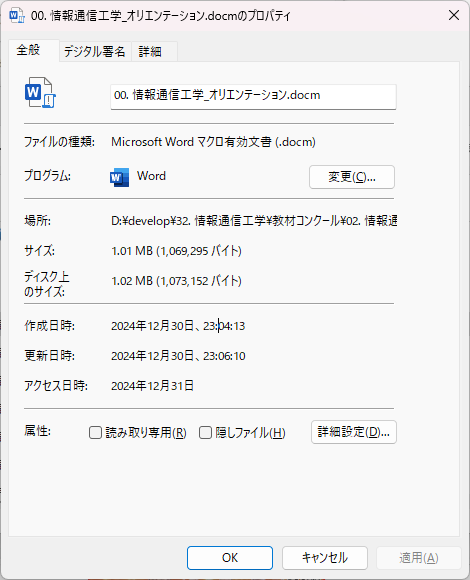 00. 情報通信工学_オリエンテーション.docmのプロパティ
全般 デジタル署名 詳細
00. 情報通信工学_オリエンテーション.docm
ファイルの種類: Microsoft Word マクロ有効文書 (.docm)
プログラム: Word 変更(C)...
場所: D:¥develop¥32. 情報通信工学¥教材コンクール¥02. 情報通
サイズ: 1.01 MB (1,069,295 バイト)
ディスク上
のサイズ: 1.02 MB (1,073,152 バイト)
作成日時: 2024年12月30日、23:04:13
更新日時: 2024年12月30日、23:06:10
アクセス日時: 2024年12月31日
属性: 読み取り専用(R) 隠しファイル(H) 詳細設定(D)...
OK キャンセル 適用(A)